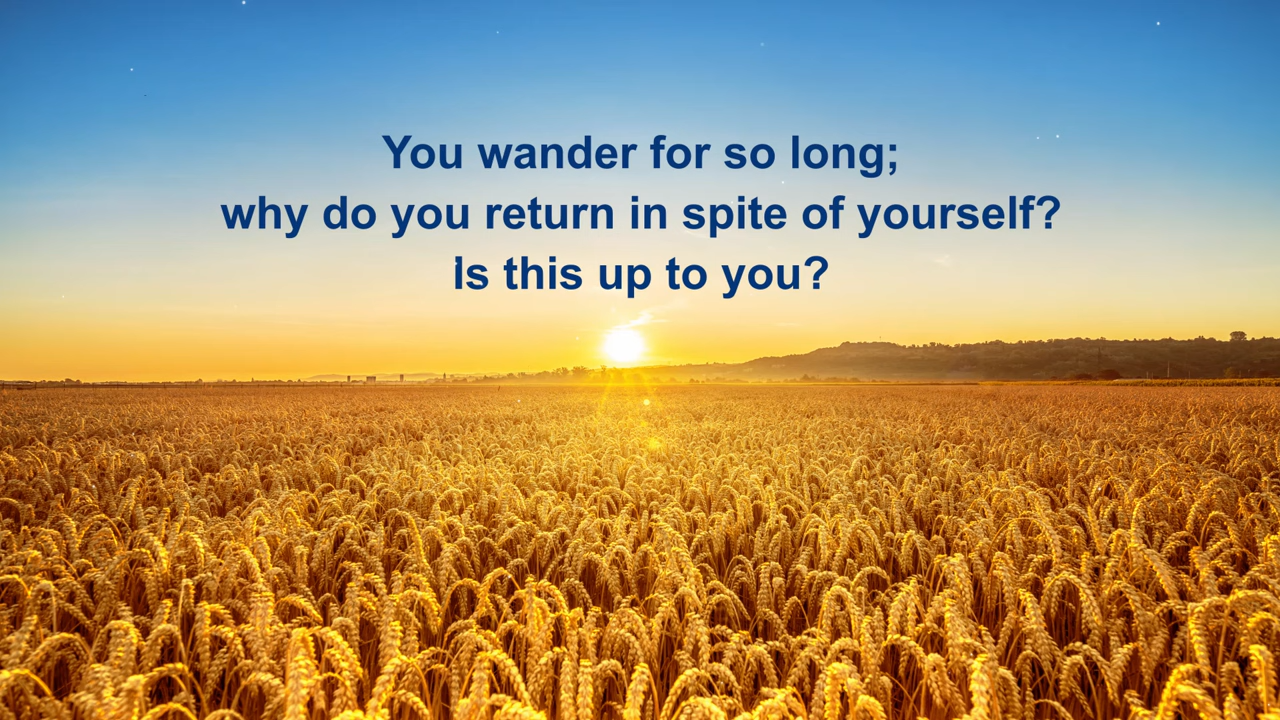 You wander for so long;
why do you return in spite of yourself?
Is this up to you?